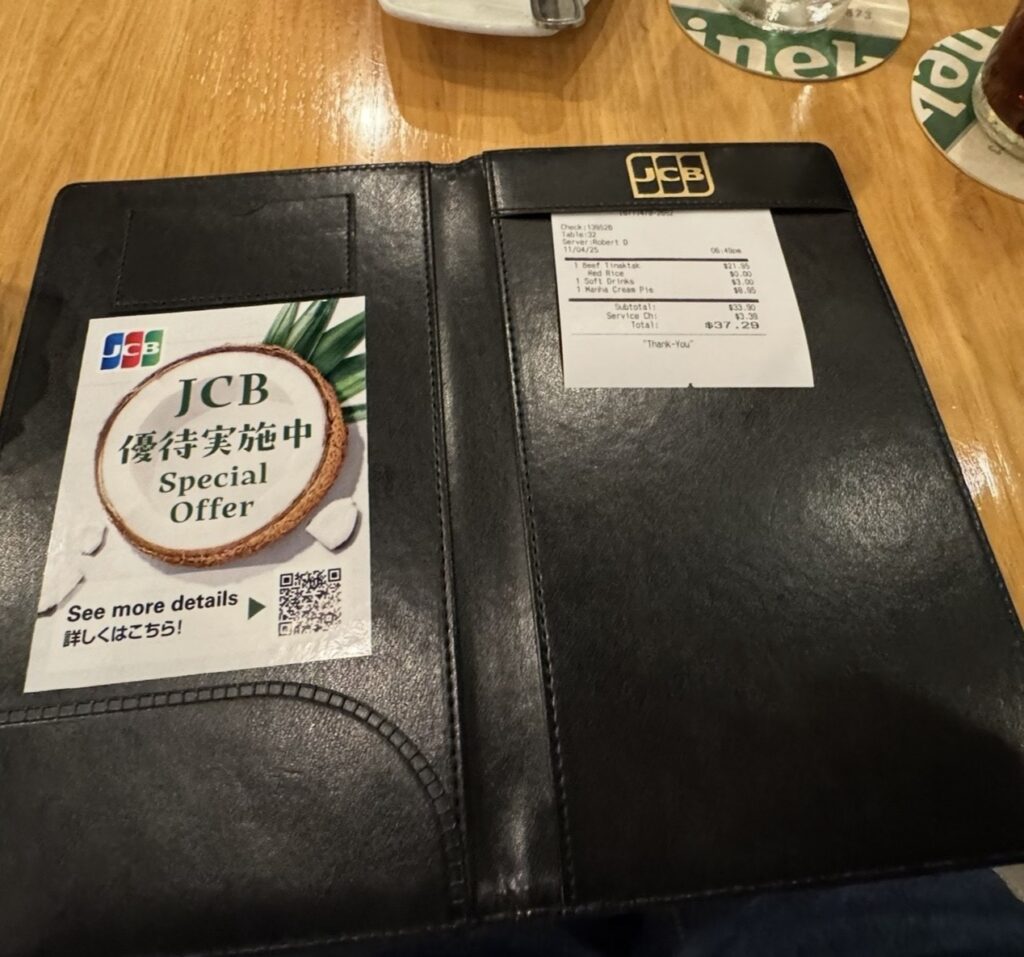 JCB
JCB
優待実施中
Special
Offer
See more details
詳しくはこちら!
JCB
Check:139528
Table:32
Server:Robert D
11/04/25 06:49pm
1 Beef Tinaktak $21.95
Red Rice $0.00
1 Soft Drinks $3.00
1 Manha Cream Pie $8.95
Subtotal: $33.90
Service Ch: $3.39
Total: $37.29
"Thank-You"
inek
nek